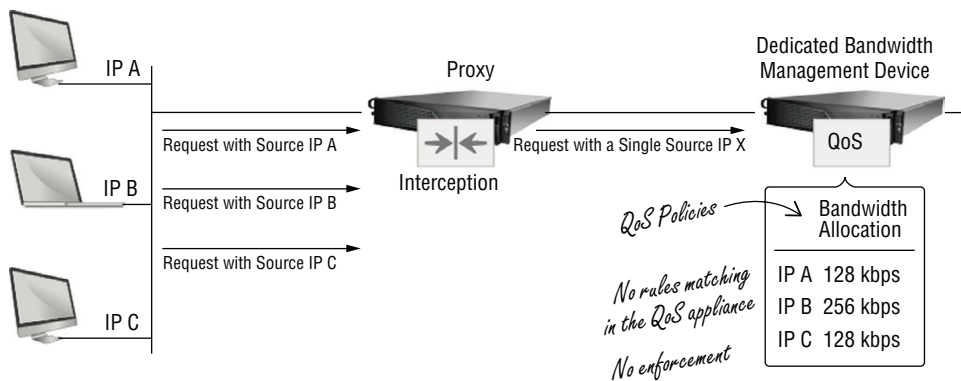 IP A
Request with Source IP A
IP B
Request with Source IP B
IP C
Request with Source IP C
Proxy
Interception
Request with a Single Source IP X
Dedicated Bandwidth
Management Device
QoS
QoS Policies
Bandwidth
Allocation
IP A 128 kbps
IP B 256 kbps
IP C 128 kbps
No rules matching
in the QoS appliance
No enforcement